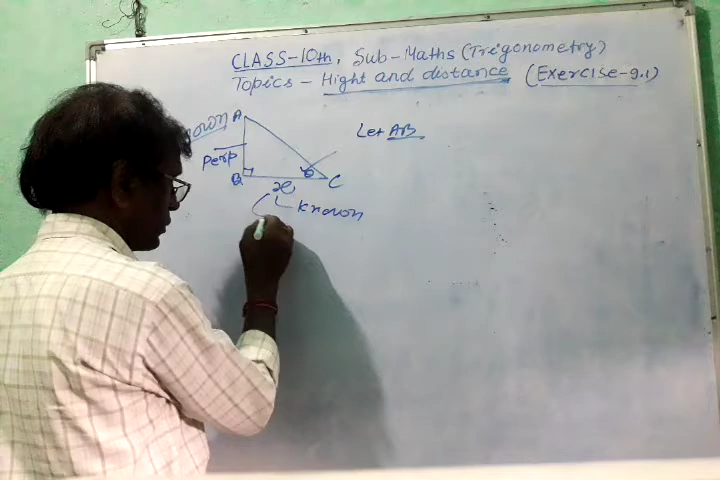 CLASS-10th, Sub-Maths (Trigonometry)
Topics - Hight and distance (Exercise-9.1)
A
Let AB
Perp
θ
B
x
C
known